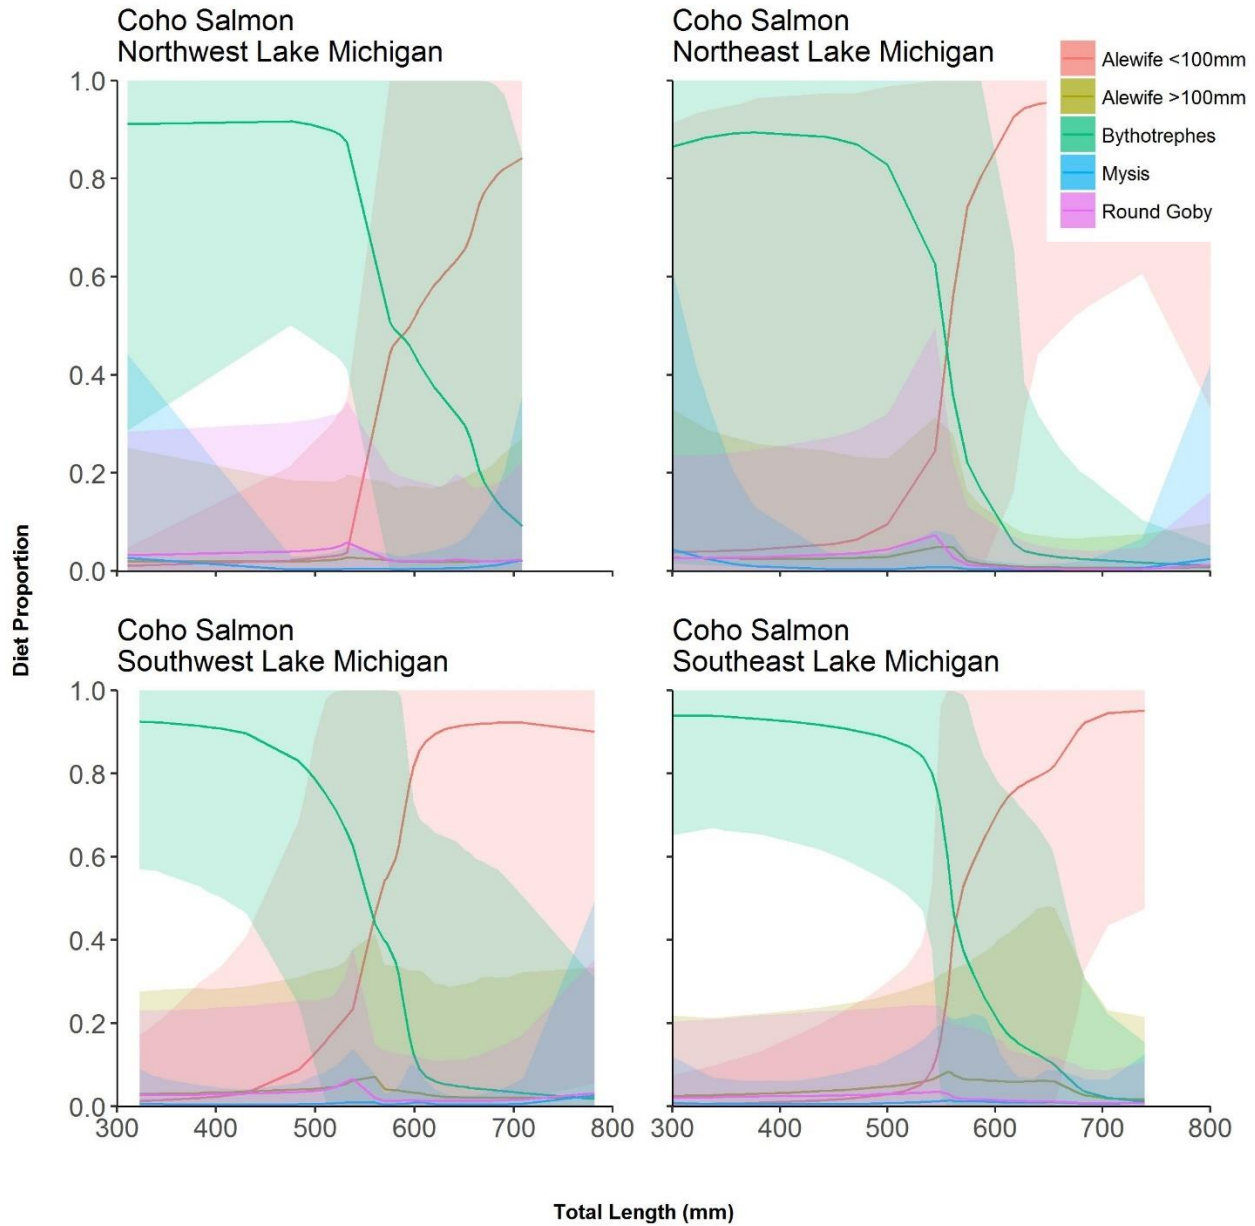 Coho Salmon
Northwest Lake Michigan
Coho Salmon
Northeast Lake Michigan
Alewife <100mm
Alewife >100mm
Bythotrephes
Mysis
Round Goby
1.0
0.8
0.6
0.4
0.2
0.0
Diet Proportion
Coho Salmon
Southwest Lake Michigan
Coho Salmon
Southeast Lake Michigan
1.0
0.8
0.6
0.4
0.2
0.0
300 400 500 600 700 800
300 400 500 600 700 800
Total Length (mm)